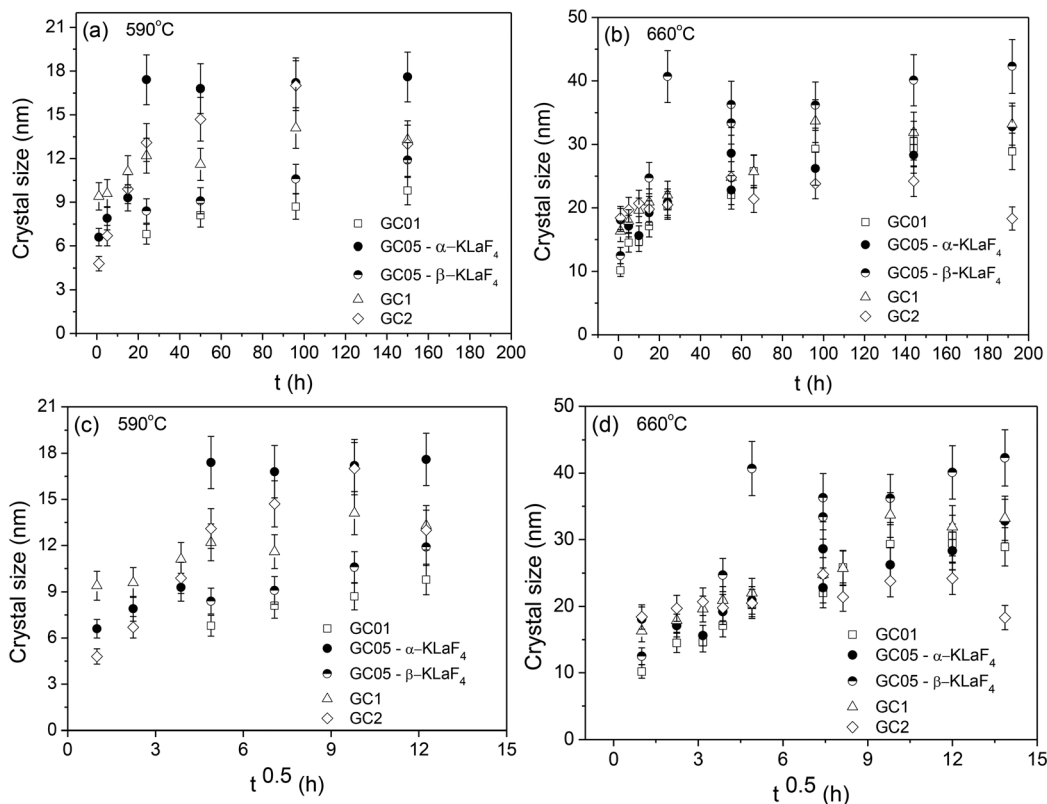 (a) 590°C
21
18
15
12
9
6
3
0
Crystal size (nm)
GC01
GC05 - α–KLaF4
GC05 - β–KLaF4
GC1
GC2
0 20 40 60 80 100 120 140 160 180 200
t (h)
(b) 660°C
50
40
30
20
10
0
Crystal size (nm)
GC01
GC05 - α-KLaF4
GC05 - β-KLaF4
GC1
GC2
0 20 40 60 80 100 120 140 160 180 200
t (h)
(c) 590°C
21
18
15
12
9
6
3
0
Crystal size (nm)
GC01
GC05 - α–KLaF4
GC05 - β–KLaF4
GC1
GC2
0 3 6 9 12 15
t 0.5 (h)
(d) 660°C
50
40
30
20
10
0
Crystal size (nm)
GC01
GC05 - α–KLaF4
GC05 - β–KLaF4
GC1
GC2
0 3 6 9 12 15
t 0.5 (h)